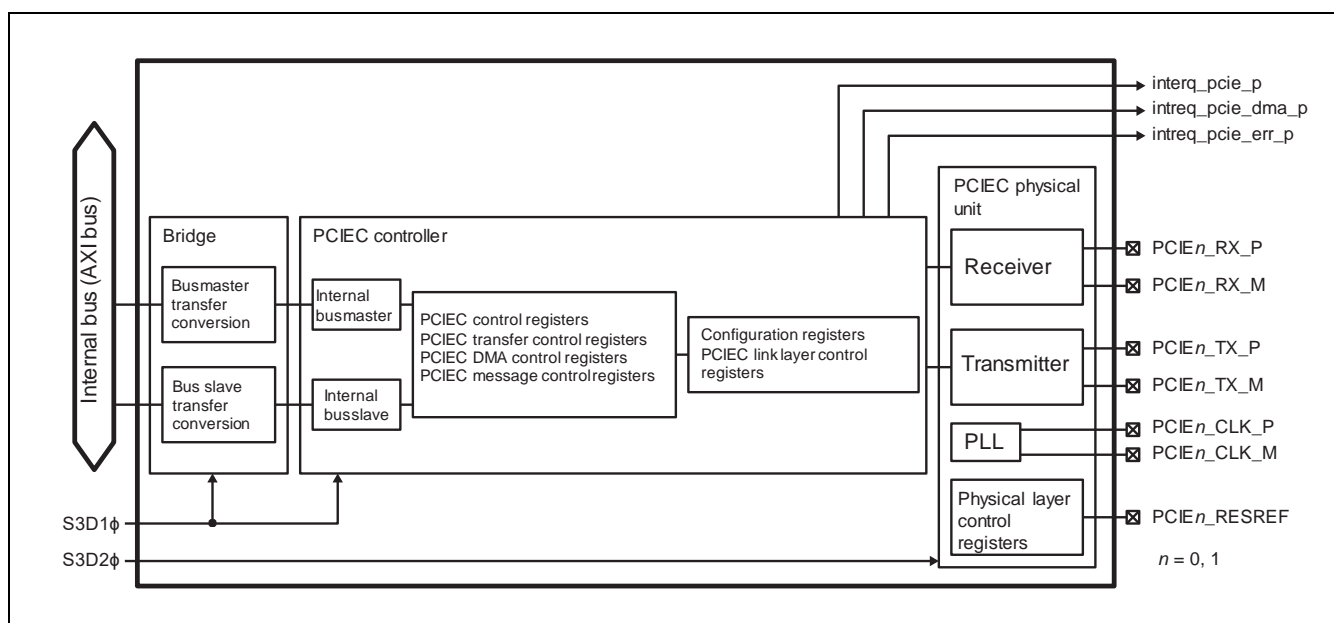 interq_pcie_p
intreq_pcie_dma_p
intreq_pcie_err_p
Internal bus (AXI bus)
Bridge
Busmaster
transfer
conversion
Bus slave
transfer
conversion
PCIEC controller
Internal
busmaster
Internal
busslave
PCIEC control registers
PCIEC transfer control registers
PCIEC DMA control registers
PCIEC message control registers
Configuration registers
PCIEC link layer control
registers
PCIEC physical
unit
Receiver
Transmitter
PLL
Physical layer
control
registers
PCIEn_RX_P
PCIEn_RX_M
PCIEn_TX_P
PCIEn_TX_M
PCIEn_CLK_P
PCIEn_CLK_M
PCIEn_RESREF
n = 0, 1
S3D1ϕ
S3D2ϕ